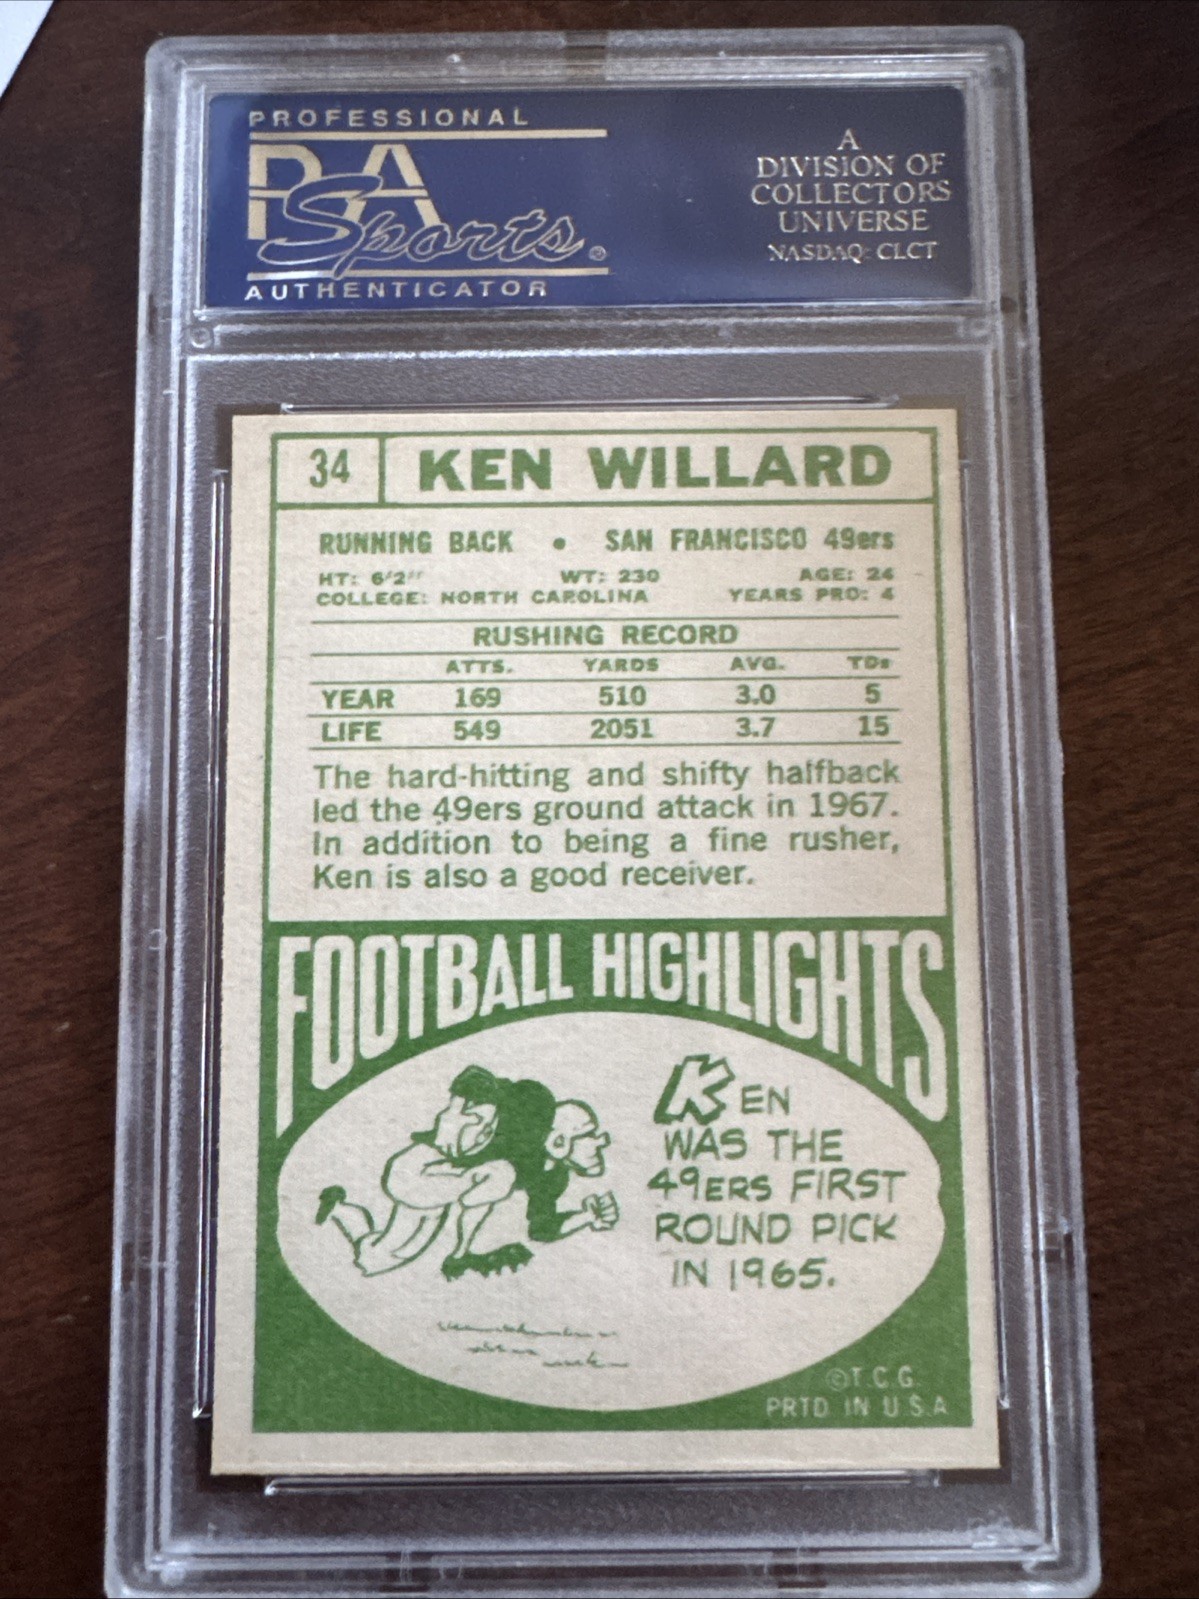 PROFESSIONAL
PSA
Sports®
AUTHENTICATOR
A
DIVISION OF
COLLECTORS
UNIVERSE
NASDAQ: CLCT
34 KEN WILLARD
RUNNING BACK • SAN FRANCISCO 49ers
HT: 6'2" WT: 230 AGE: 24
COLLEGE: NORTH CAROLINA YEARS PRO: 4
RUSHING RECORD
ATTS. YARDS AVG. TDs
YEAR 169 510 3.0 5
LIFE 549 2051 3.7 15
The hard-hitting and shifty halfback
led the 49ers ground attack in 1967.
In addition to being a fine rusher,
Ken is also a good receiver.
FOOTBALL HIGHLIGHTS
KEN
WAS THE
49ERS FIRST
ROUND PICK
IN 1965.
©T.C.G.
PRTD IN U.S.A